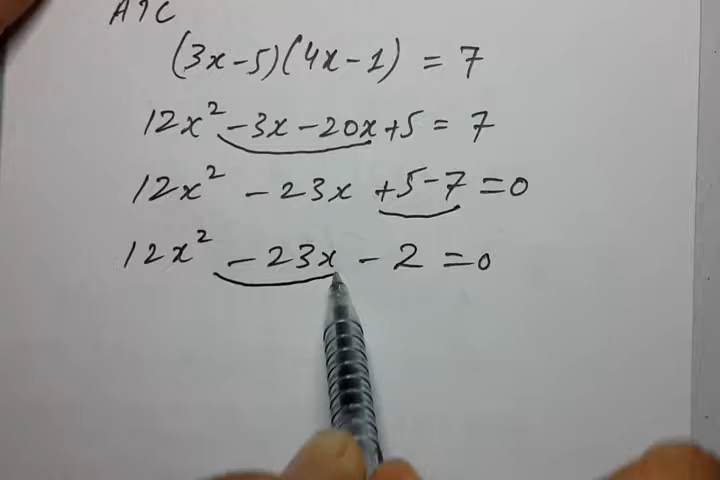 (3x-5)(4x-1) = 7
12x² -3x-20x+5 = 7
12x² -23x +5-7 =0
12x² -23x -2 =0